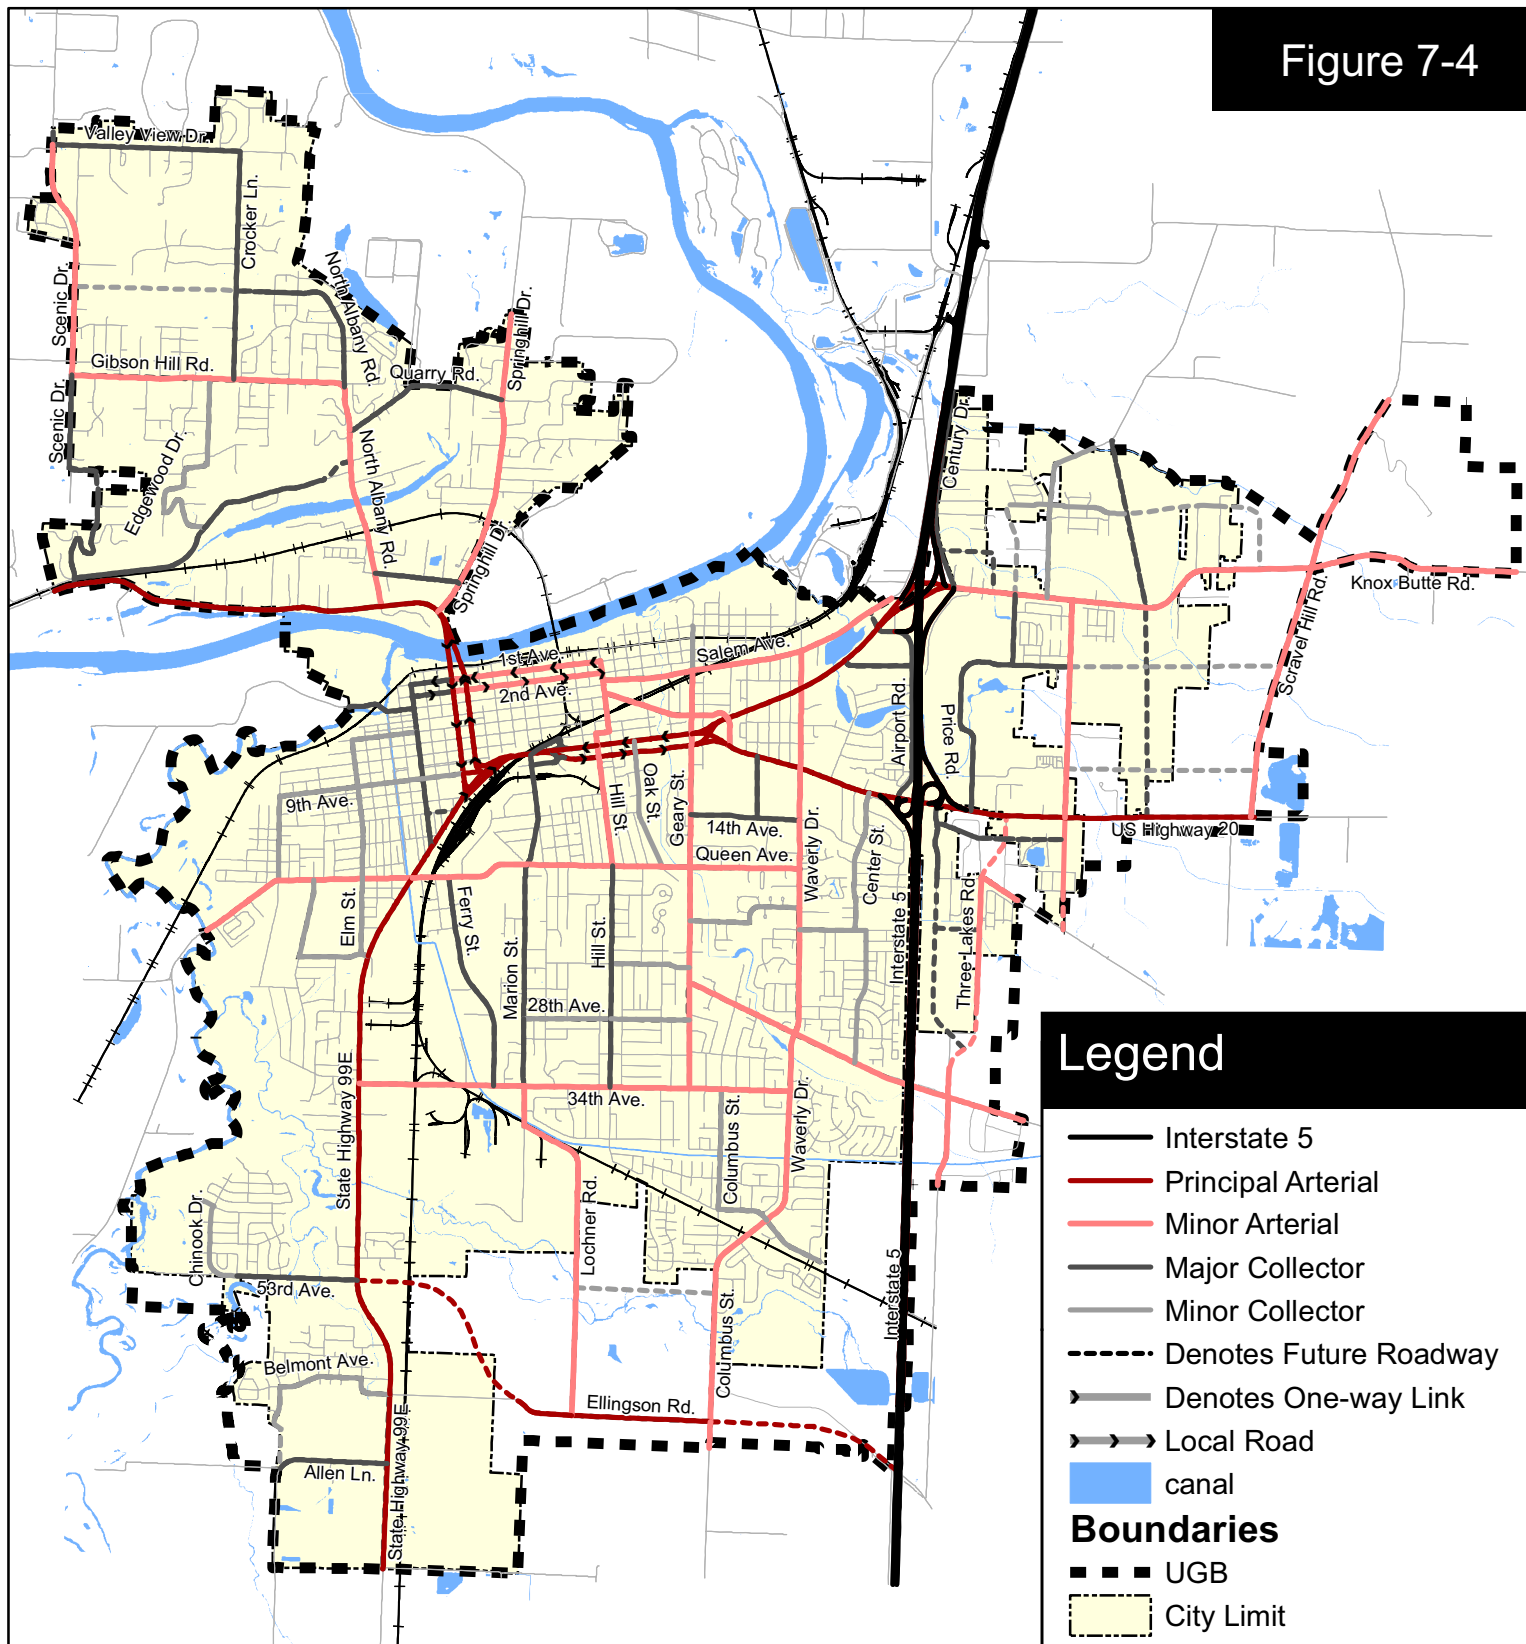 Figure 7-4
Valley View Dr.
Crocker Ln.
Scenic Dr.
North Albany Rd.
Springhill Dr.
Gibson Hill Rd.
Quarry Rd.
Scenic Dr.
Edgewood Dr.
North Albany Rd.
Springhill Dr.
Century Dr.
Knox Butte Rd.
Scravel Hill Rd.
1st Ave.
2nd Ave.
Salem Ave.
Airport Rd.
Price Rd.
9th Ave.
Hill St.
Oak St.
Geary St.
14th Ave.
Queen Ave.
Waverly Dr.
Center St.
US Highway 20
Elm St.
Ferry St.
Marion St.
Hill St.
Interstate 5
Three Lakes Rd.
28th Ave.
State Highway 99E
34th Ave.
Columbus St.
Waverly Dr.
Chinook Dr.
Lochner Rd.
53rd Ave.
Interstate 5
Columbus St.
Belmont Ave.
Ellingson Rd.
Allen Ln.
State Highway 99E
Legend
Interstate 5
Principal Arterial
Minor Arterial
Major Collector
Minor Collector
Denotes Future Roadway
Denotes One-way Link
Local Road
canal
Boundaries
UGB
City Limit